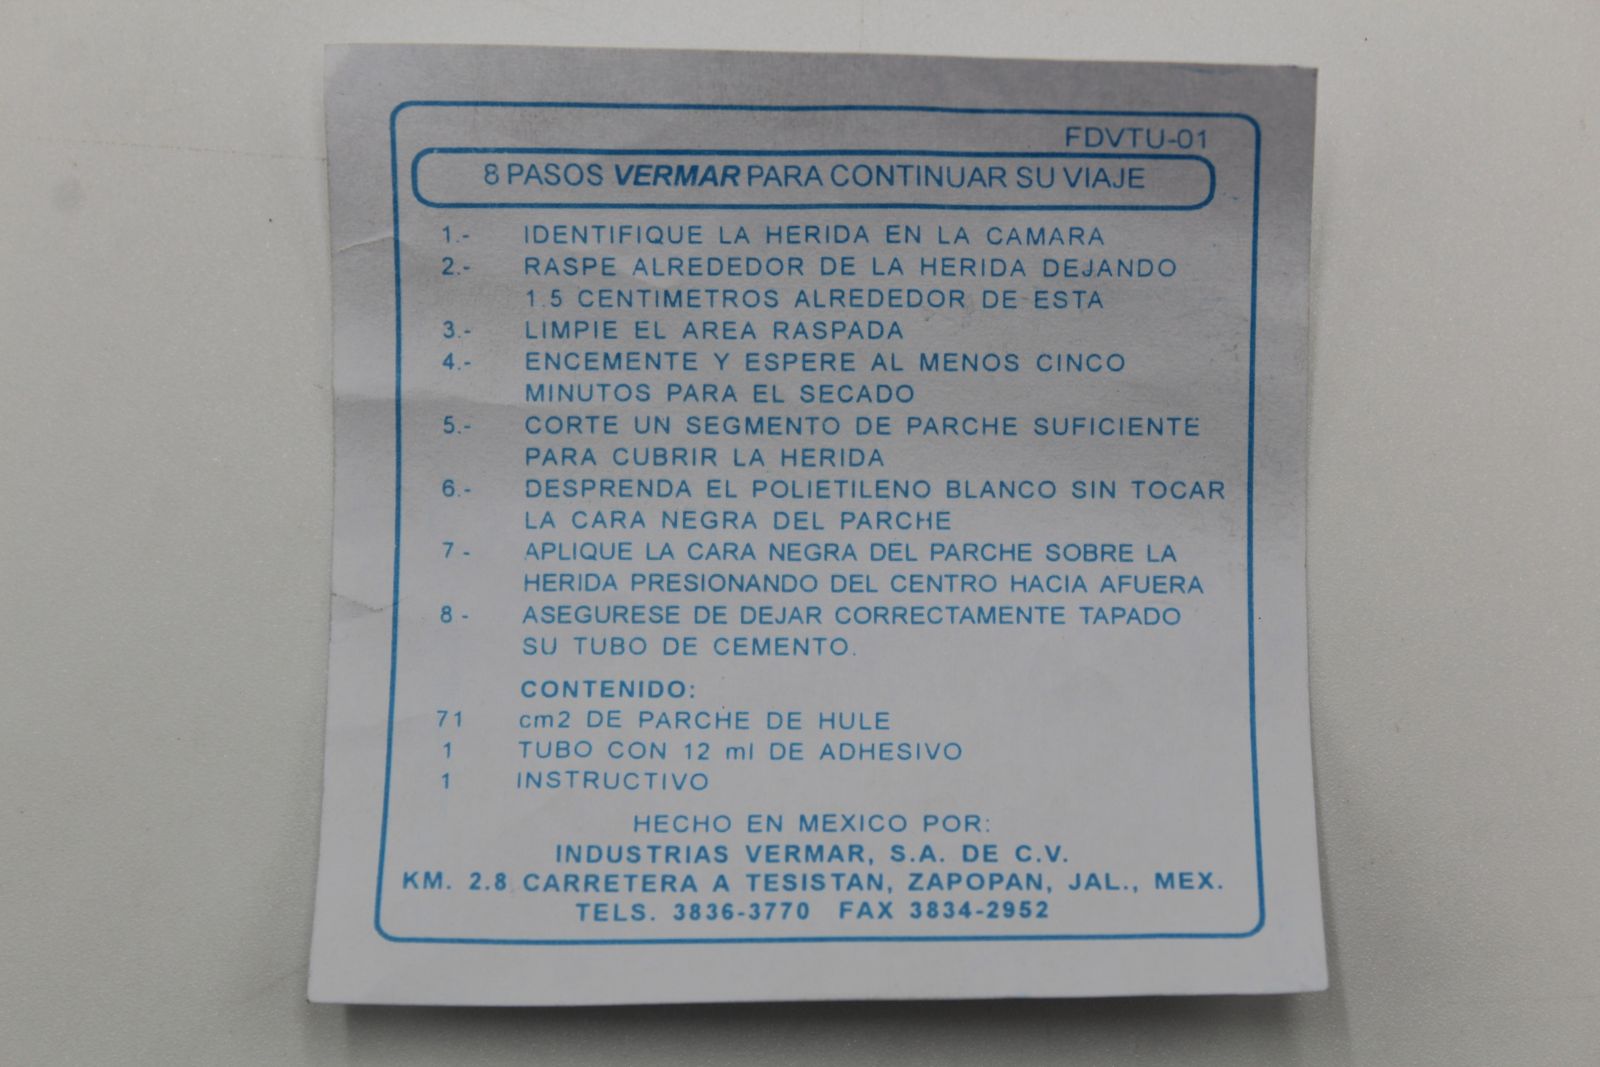 FDVTU-01
8 PASOS VERMAR PARA CONTINUAR SU VIAJE
1.- IDENTIFIQUE LA HERIDA EN LA CAMARA
2.- RASPE ALREDEDOR DE LA HERIDA DEJANDO
1.5 CENTIMETROS ALREDEDOR DE ESTA
3.- LIMPIE EL AREA RASPADA
4.- ENCEMENTE Y ESPERE AL MENOS CINCO
MINUTOS PARA EL SECADO
5.- CORTE UN SEGMENTO DE PARCHE SUFICIENTE
PARA CUBRIR LA HERIDA
6.- DESPRENDA EL POLIETILENO BLANCO SIN TOCAR
LA CARA NEGRA DEL PARCHE
7 - APLIQUE LA CARA NEGRA DEL PARCHE SOBRE LA
HERIDA PRESIONANDO DEL CENTRO HACIA AFUERA
8 - ASEGURESE DE DEJAR CORRECTAMENTE TAPADO
SU TUBO DE CEMENTO.
CONTENIDO:
71 cm2 DE PARCHE DE HULE
1 TUBO CON 12 ml DE ADHESIVO
1 INSTRUCTIVO
HECHO EN MEXICO POR:
INDUSTRIAS VERMAR, S.A. DE C.V.
KM. 2.8 CARRETERA A TESISTAN, ZAPOPAN, JAL., MEX.
TELS. 3836-3770 FAX 3834-2952